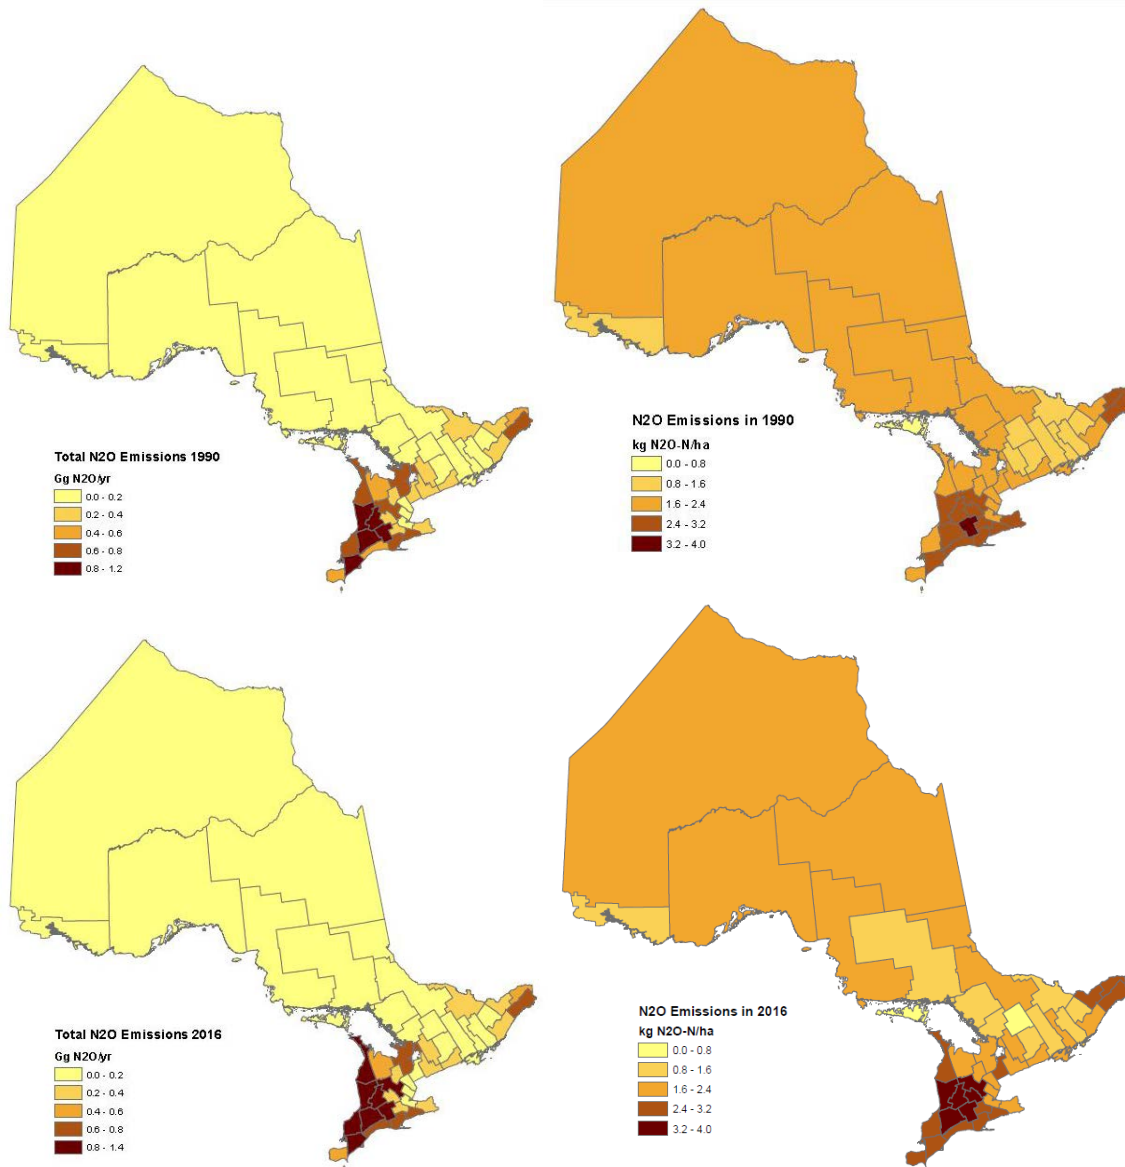 Total N2O Emissions 1990
Gg N2O/yr
0.0 - 0.2
0.2 - 0.4
0.4 - 0.6
0.6 - 0.8
0.8 - 1.2
N2O Emissions in 1990
kg N2O-N/ha
0.0 - 0.8
0.8 - 1.6
1.6 - 2.4
2.4 - 3.2
3.2 - 4.0
Total N2O Emissions 2016
Gg N2O/yr
0.0 - 0.2
0.2 - 0.4
0.4 - 0.6
0.6 - 0.8
0.8 - 1.4
N2O Emissions in 2016
kg N2O-N/ha
0.0 - 0.8
0.8 - 1.6
1.6 - 2.4
2.4 - 3.2
3.2 - 4.0